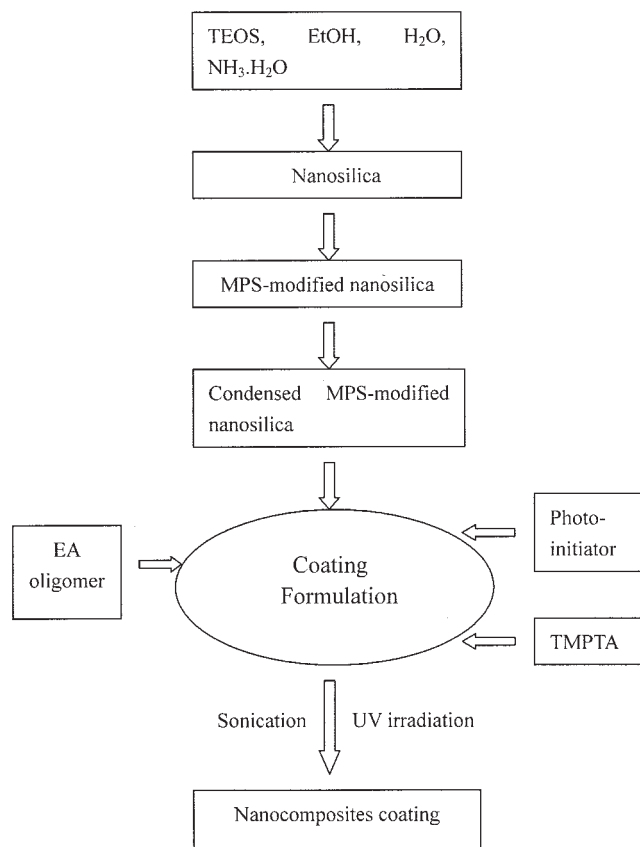 TEOS, EtOH, H₂O,
NH₃.H₂O
Nanosilica
MPS-modified nanosilica
Condensed MPS-modified
nanosilica
EA
oligomer
Coating
Formulation
Photo-
initiator
TMPTA
Sonication UV irradiation
Nanocomposites coating